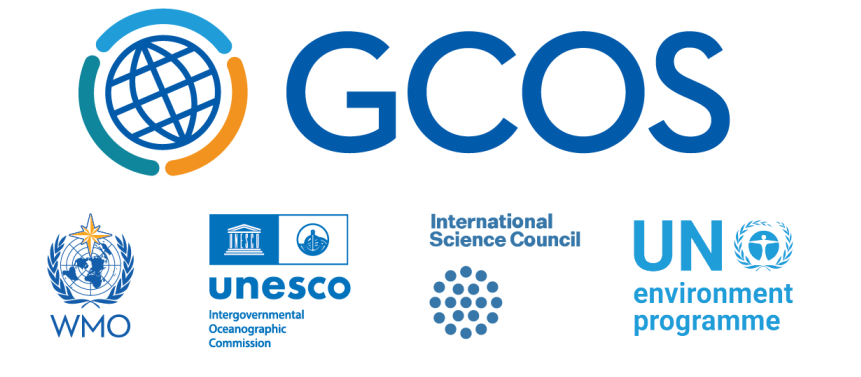 GCOS
WMO
unesco
Intergovernmental
Oceanographic
Commission
International
Science Council
UN
environment
programme